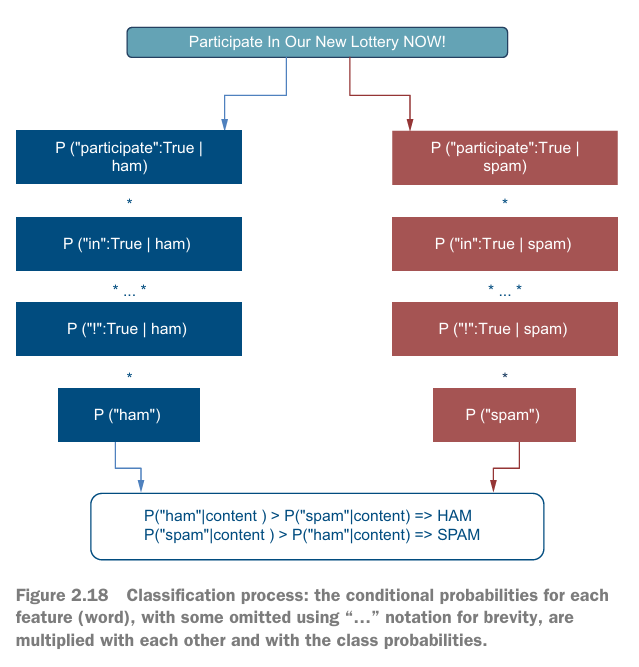 Participate In Our New Lottery NOW!
P ("participate":True |
ham)
P ("participate":True |
spam)
*
*
P ("in":True | ham)
P ("in":True | spam)
* ... *
* ... *
P ("!":True | ham)
P ("!":True | spam)
*
*
P ("ham")
P ("spam")
P("ham"|content ) > P("spam"|content) => HAM
P("spam"|content ) > P("ham"|content) => SPAM
Figure 2.18 Classification process: the conditional probabilities for each
feature (word), with some omitted using “…” notation for brevity, are
multiplied with each other and with the class probabilities.